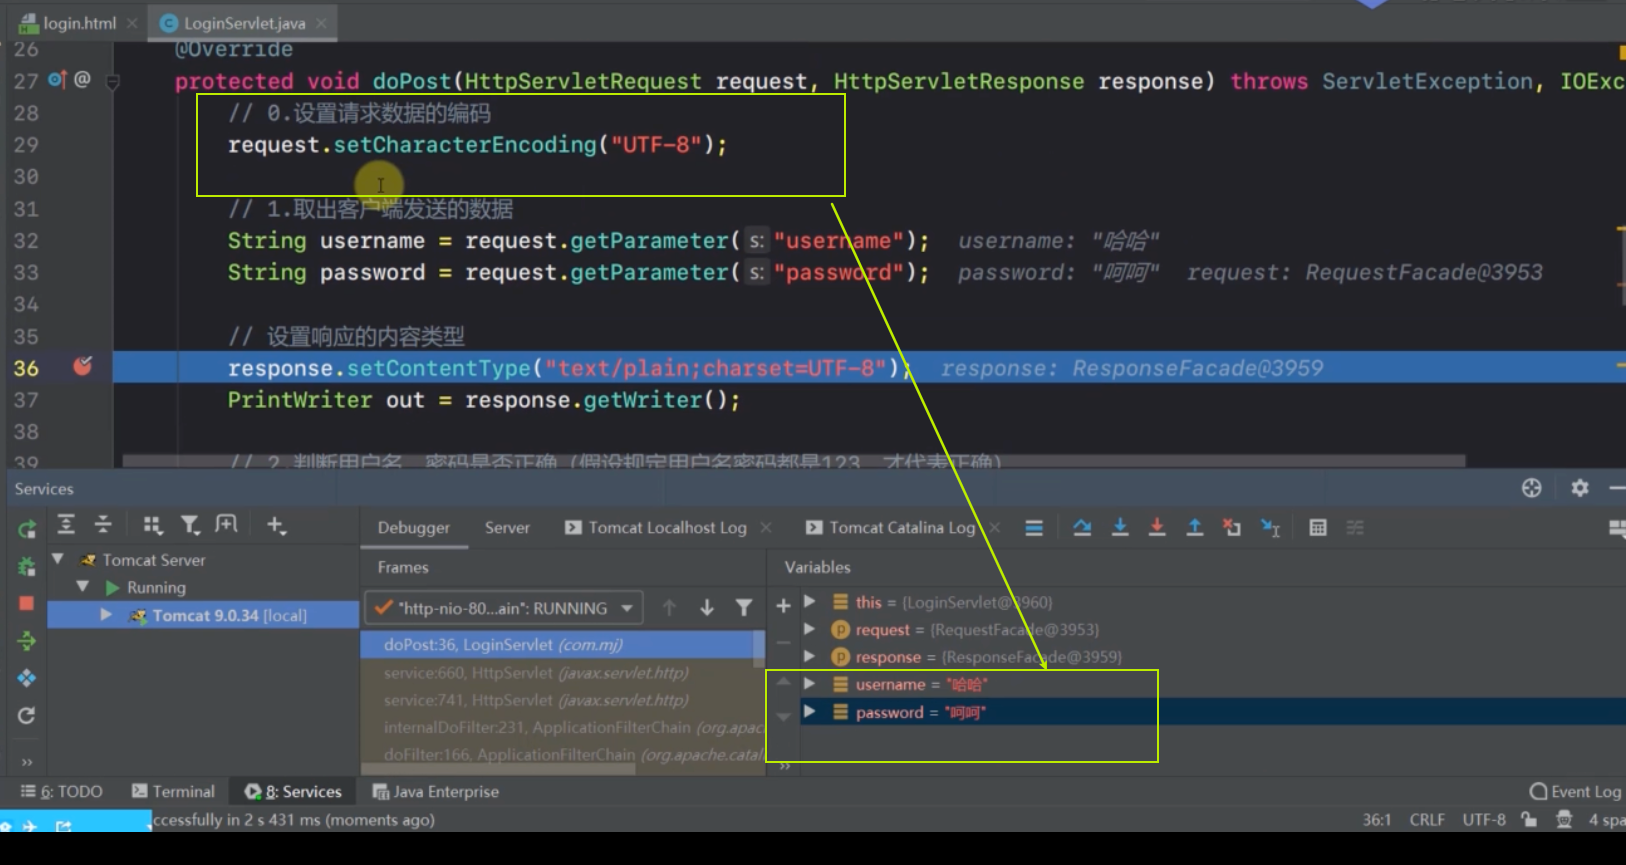 login.html
LoginServlet.java
26 @Override
27 @ protected void doPost(HttpServletRequest request, HttpServletResponse response) throws ServletException, IOExc
28 // 0.设置请求数据的编码
29 request.setCharacterEncoding("UTF-8");
30
31 // 1.取出客户端发送的数据
32 String username = request.getParameter( s: "username"); username: "哈哈"
33 String password = request.getParameter( s: "password"); password: "呵呵" request: RequestFacade@3953
34
35 // 设置响应的内容类型
36 response.setContentType("text/plain;charset=UTF-8"); response: ResponseFacade@3959
37 PrintWriter out = response.getWriter();
38
39 // 2.判断用户名、密码是否正确（假设规定用户名密码都是123，才代表正确）
Services
Debugger Server Tomcat Localhost Log Tomcat Catalina Log
Tomcat Server
Running
Tomcat 9.0.34 [local]
Frames
"http-nio-80...ain": RUNNING
doPost:36, LoginServlet (com.mj)
service:660, HttpServlet (javax.servlet.http)
service:741, HttpServlet (javax.servlet.http)
internalDoFilter:231, ApplicationFilterChain (org.apac
doFilter:166, ApplicationFilterChain (org.apache.catal
Variables
this = {LoginServlet@3960}
request = {RequestFacade@3953}
response = {ResponseFacade@3959}
username = "哈哈"
password = "呵呵"
6: TODO Terminal 8: Services Java Enterprise Event Log
ccessfully in 2 s 431 ms (moments ago) 36:1 CRLF UTF-8 4 spa